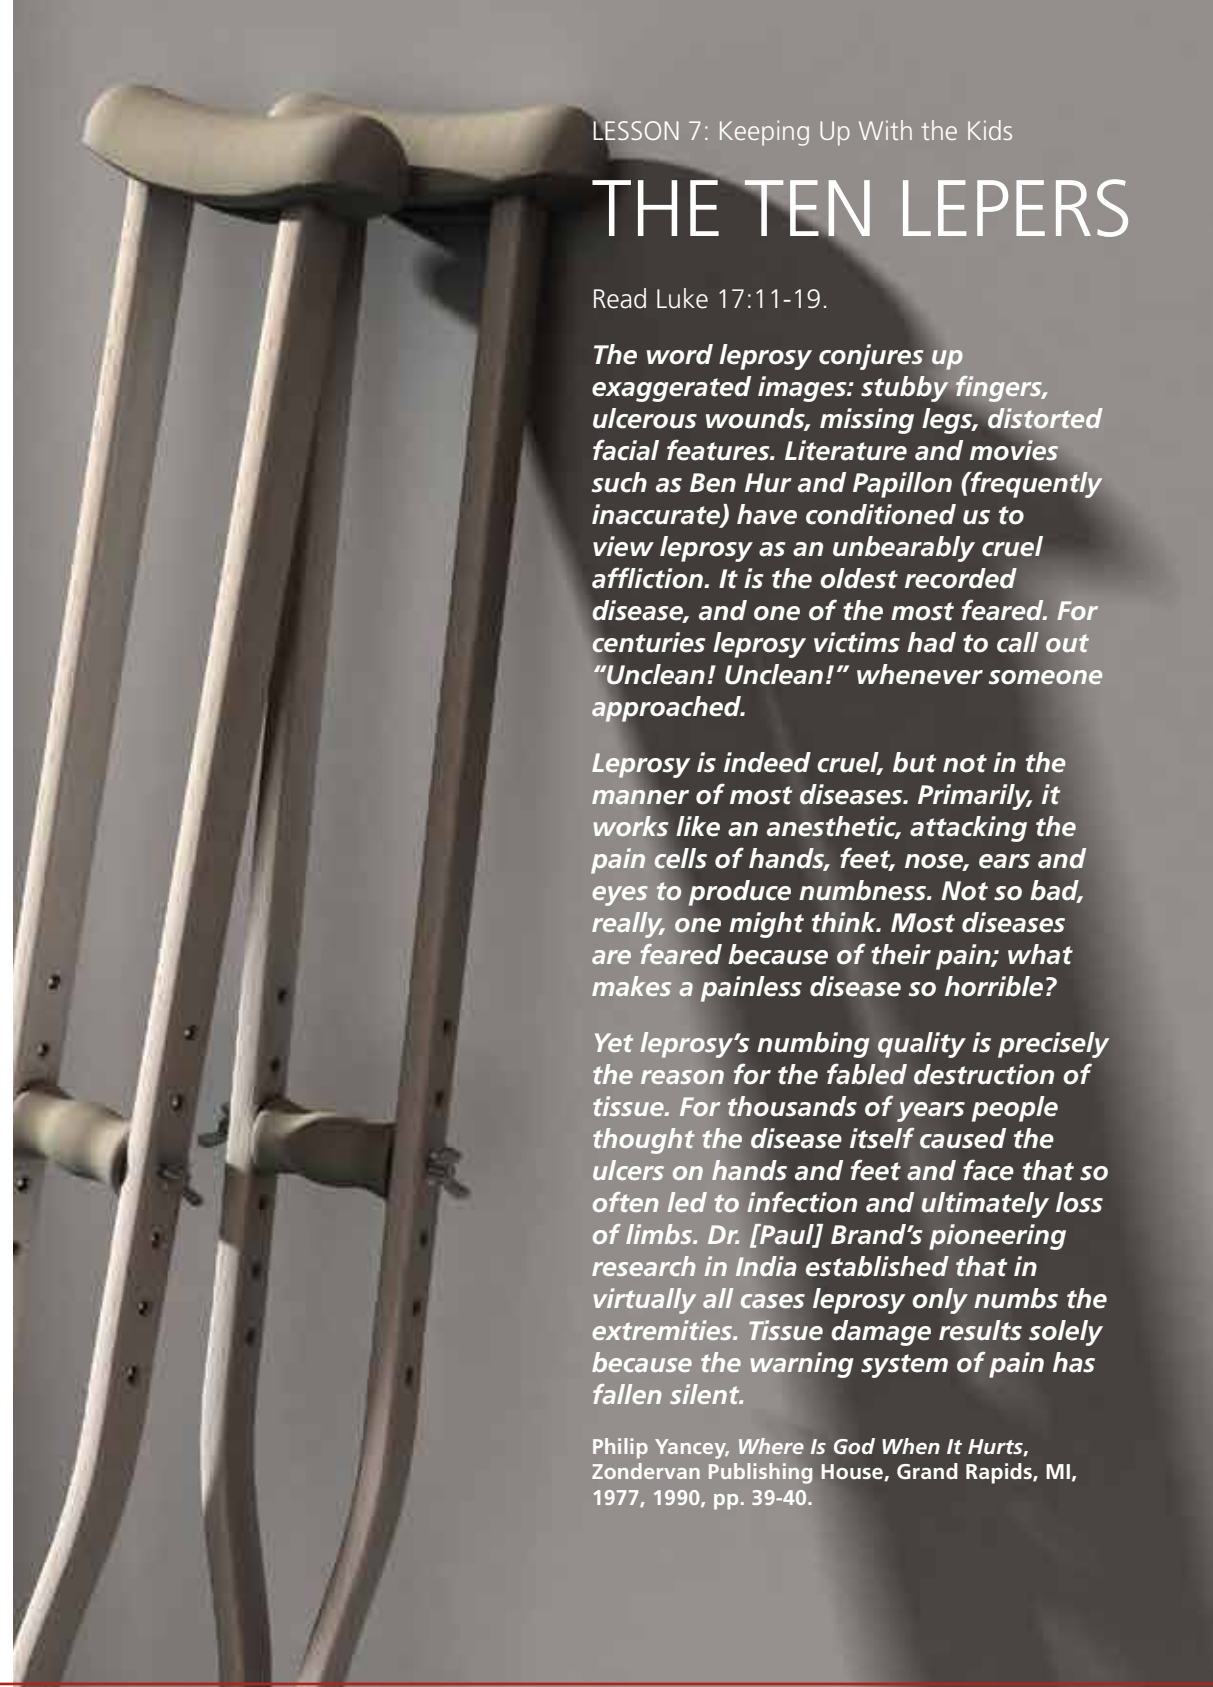 LESSON 7: Keeping Up With the Kids
THE TEN LEPERS
Read Luke 17:11-19.
The word leprosy conjures up
exaggerated images: stubby fingers,
ulcerous wounds, missing legs, distorted
facial features. Literature and movies
such as Ben Hur and Papillon (frequently
inaccurate) have conditioned us to
view leprosy as an unbearably cruel
affliction. It is the oldest recorded
disease, and one of the most feared. For
centuries leprosy victims had to call out
“Unclean! Unclean!” whenever someone
approached.
Leprosy is indeed cruel, but not in the
manner of most diseases. Primarily, it
works like an anesthetic, attacking the
pain cells of hands, feet, nose, ears and
eyes to produce numbness. Not so bad,
really, one might think. Most diseases
are feared because of their pain; what
makes a painless disease so horrible?
Yet leprosy’s numbing quality is precisely
the reason for the fabled destruction of
tissue. For thousands of years people
thought the disease itself caused the
ulcers on hands and feet and face that so
often led to infection and ultimately loss
of limbs. Dr. [Paul] Brand’s pioneering
research in India established that in
virtually all cases leprosy only numbs the
extremities. Tissue damage results solely
because the warning system of pain has
fallen silent.
Philip Yancey, Where Is God When It Hurts,
Zondervan Publishing House, Grand Rapids, MI,
1977, 1990, pp. 39-40.